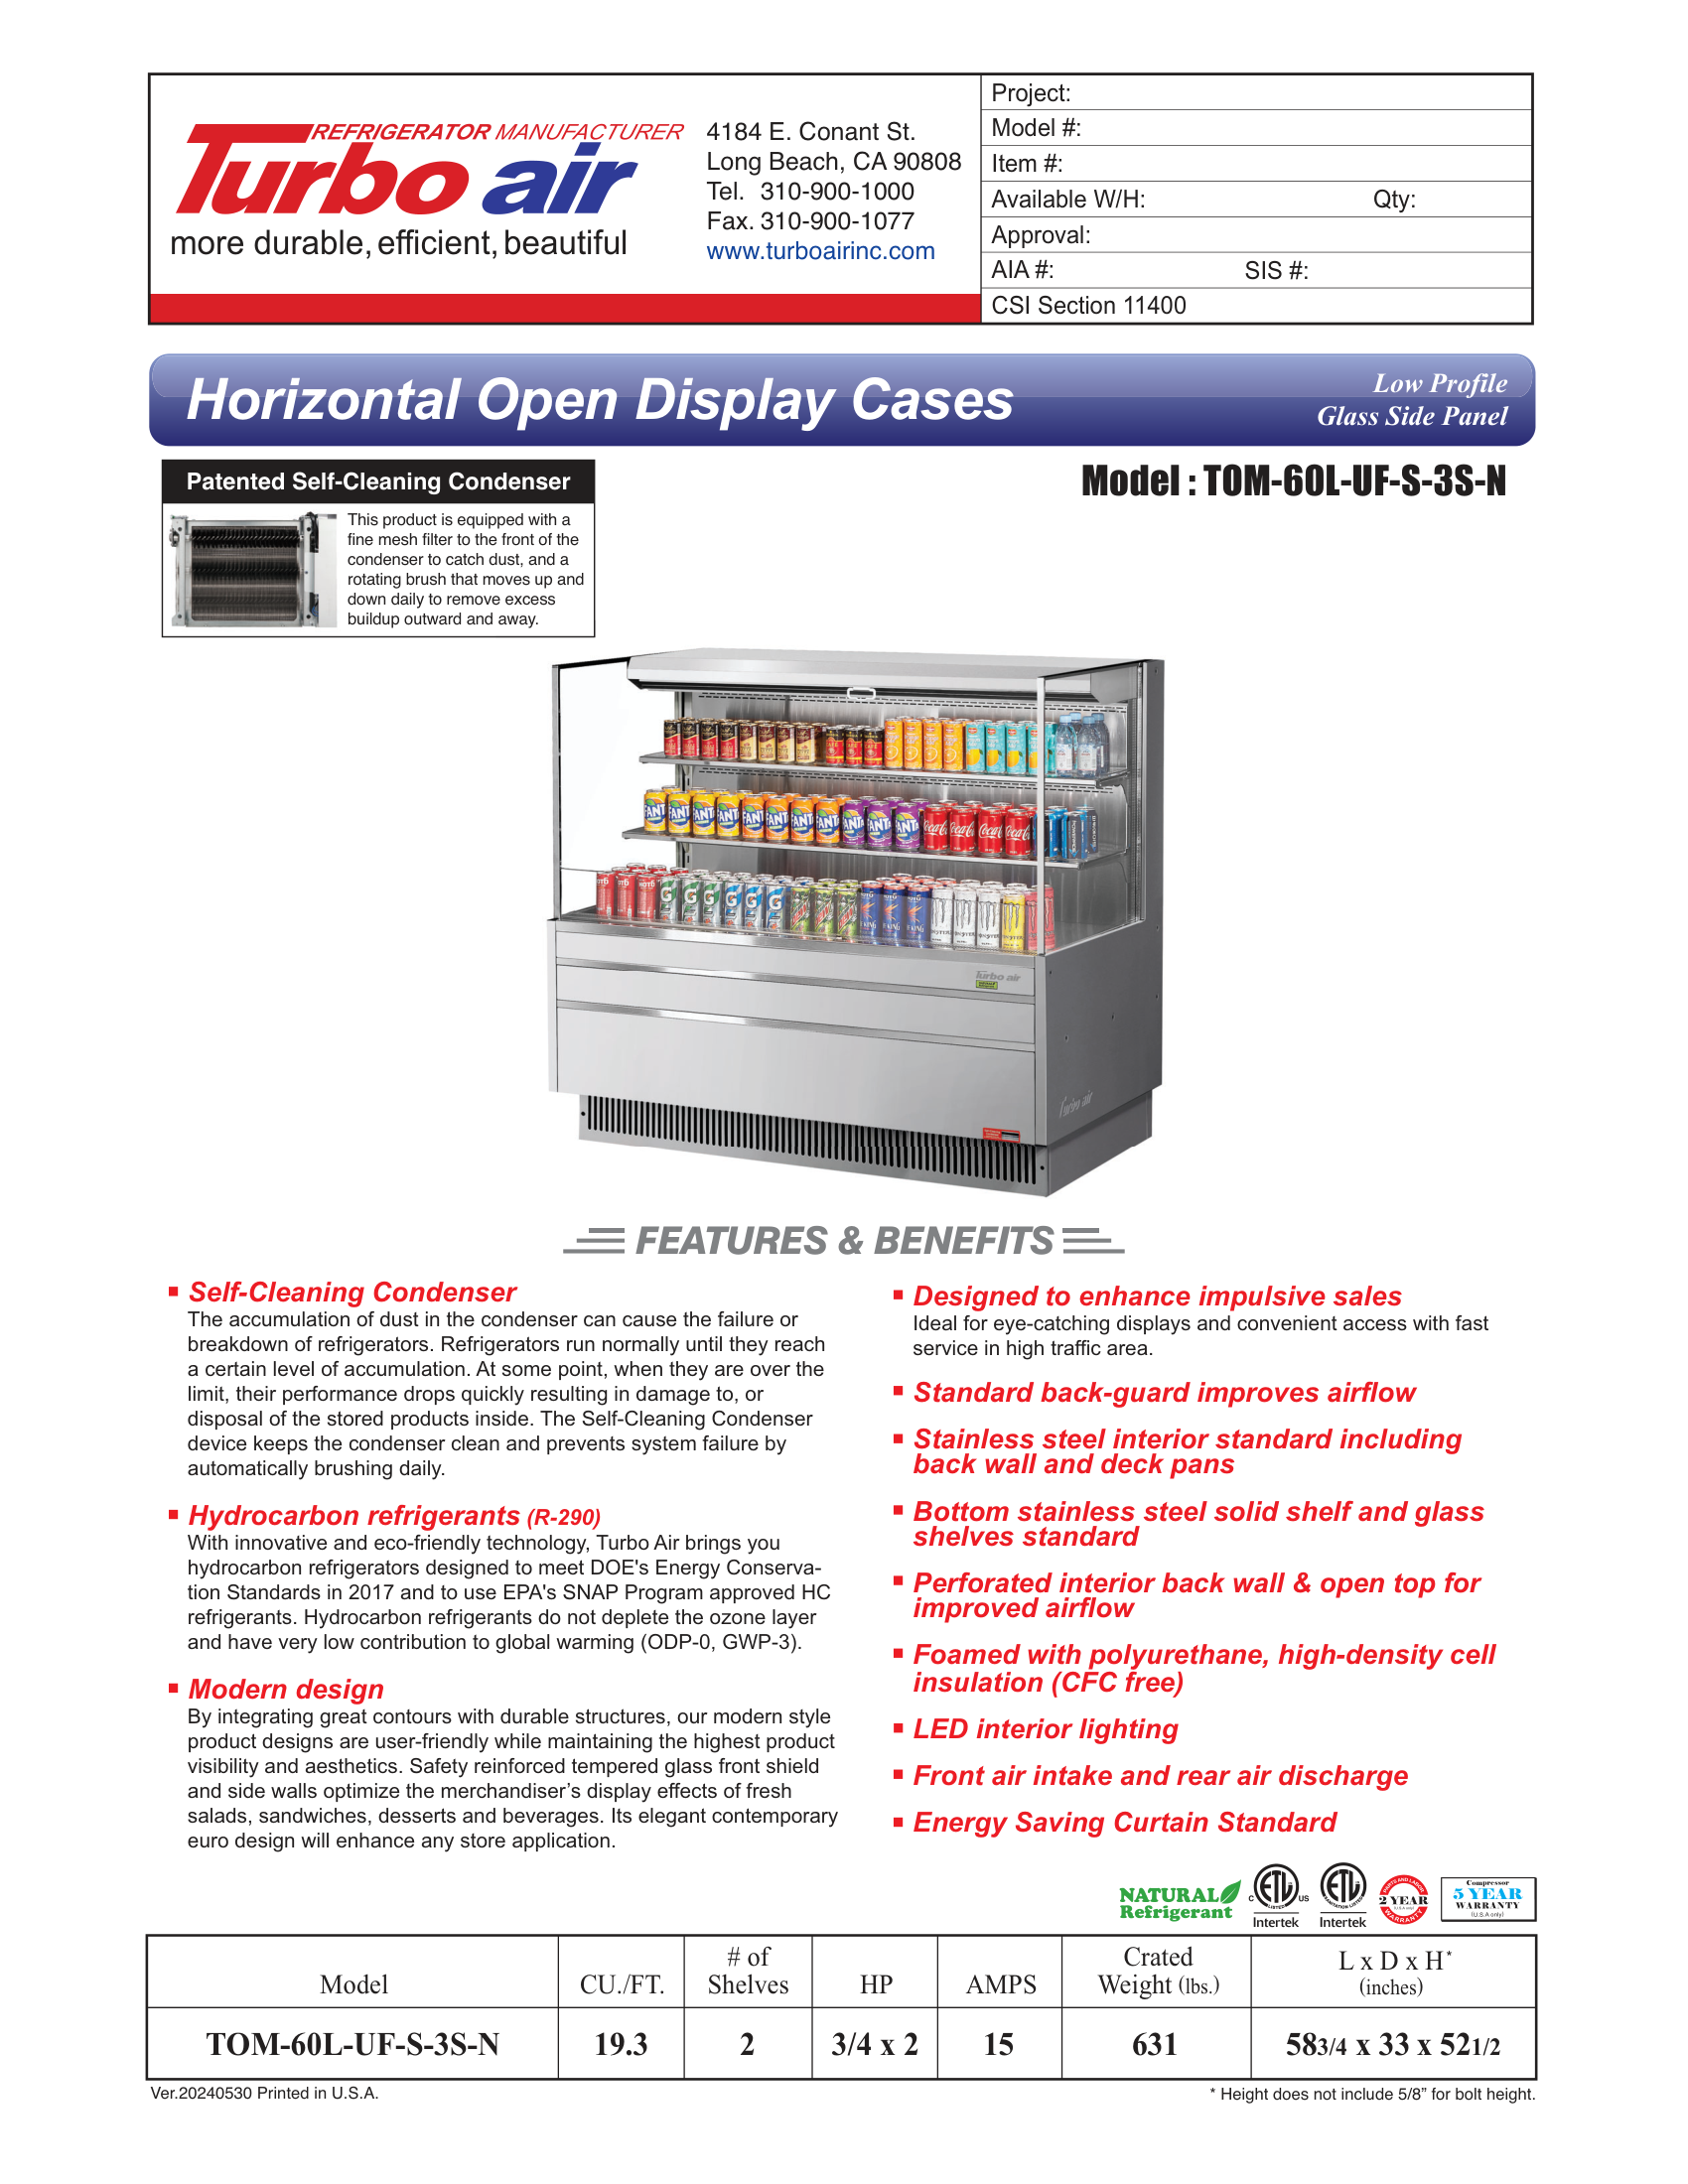 REFRIGERATOR MANUFACTURER
Turbo air
more durable, efficient, beautiful
4184 E. Conant St.
Long Beach, CA 90808
Tel. 310-900-1000
Fax. 310-900-1077
www.turboairinc.com
Project:
Model #:
Item #:
Available W/H: Qty:
Approval:
AIA #: SIS #:
CSI Section 11400
Horizontal Open Display Cases
Low Profile
Glass Side Panel
Patented Self-Cleaning Condenser
This product is equipped with a
fine mesh filter to the front of the
condenser to catch dust, and a
rotating brush that moves up and
down daily to remove excess
buildup outward and away.
Model : TOM-60L-UF-S-3S-N
Turbo air
Turbo air
FEATURES & BENEFITS
▪ Self-Cleaning Condenser
The accumulation of dust in the condenser can cause the failure or
breakdown of refrigerators. Refrigerators run normally until they reach
a certain level of accumulation. At some point, when they are over the
limit, their performance drops quickly resulting in damage to, or
disposal of the stored products inside. The Self-Cleaning Condenser
device keeps the condenser clean and prevents system failure by
automatically brushing daily.
▪ Hydrocarbon refrigerants (R-290)
With innovative and eco-friendly technology, Turbo Air brings you
hydrocarbon refrigerators designed to meet DOE's Energy Conserva-
tion Standards in 2017 and to use EPA's SNAP Program approved HC
refrigerants. Hydrocarbon refrigerants do not deplete the ozone layer
and have very low contribution to global warming (ODP-0, GWP-3).
▪ Modern design
By integrating great contours with durable structures, our modern style
product designs are user-friendly while maintaining the highest product
visibility and aesthetics. Safety reinforced tempered glass front shield
and side walls optimize the merchandiser’s display effects of fresh
salads, sandwiches, desserts and beverages. Its elegant contemporary
euro design will enhance any store application.
▪ Designed to enhance impulsive sales
Ideal for eye-catching displays and convenient access with fast
service in high traffic area.
▪ Standard back-guard improves airflow
▪ Stainless steel interior standard including
back wall and deck pans
▪ Bottom stainless steel solid shelf and glass
shelves standard
▪ Perforated interior back wall & open top for
improved airflow
▪ Foamed with polyurethane, high-density cell
insulation (CFC free)
▪ LED interior lighting
▪ Front air intake and rear air discharge
▪ Energy Saving Curtain Standard
NATURAL
Refrigerant
C ETL US
LISTED
Intertek
ETL
SANITATION LISTED
Intertek
PARTS AND LABOR
2 YEAR
(U.S.A only)
WARRANTY
Compressor
5 YEAR
WARRANTY
(U.S.A only)
Model CU./FT. # of Shelves HP AMPS Crated Weight (lbs.) L x D x H* (inches)
TOM-60L-UF-S-3S-N 19.3 2 3/4 x 2 15 631 58 3/4 x 33 x 52 1/2
Ver.20240530 Printed in U.S.A.
* Height does not include 5/8” for bolt height.